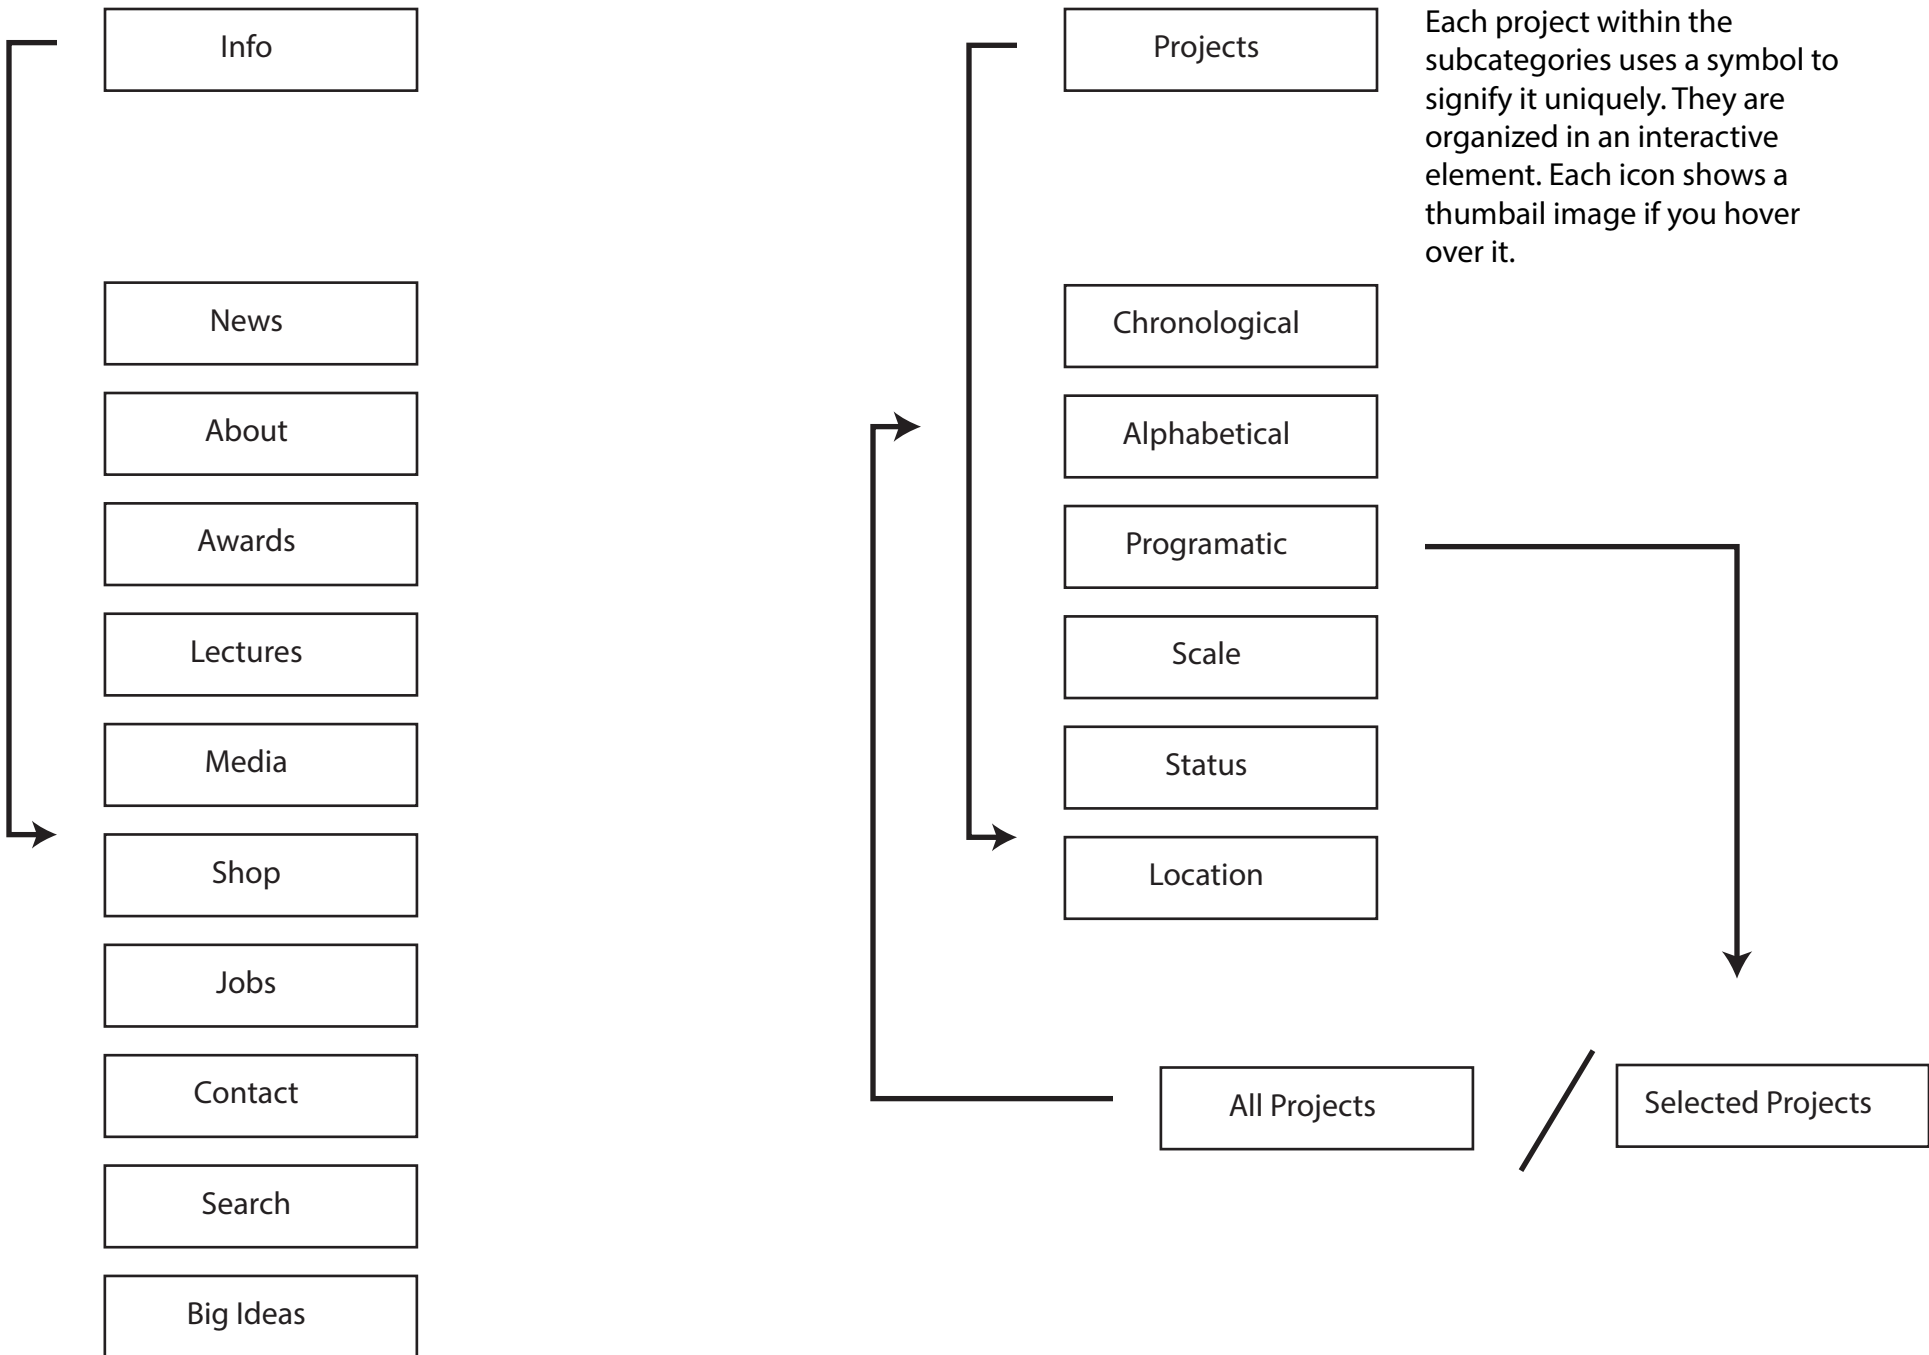 Info
News
About
Awards
Lectures
Media
Shop
Jobs
Contact
Search
Big Ideas
Projects
Each project within the
subcategories uses a symbol to
signify it uniquely. They are
organized in an interactive
element. Each icon shows a
thumbail image if you hover
over it.
Chronological
Alphabetical
Programatic
Scale
Status
Location
All Projects
/
Selected Projects